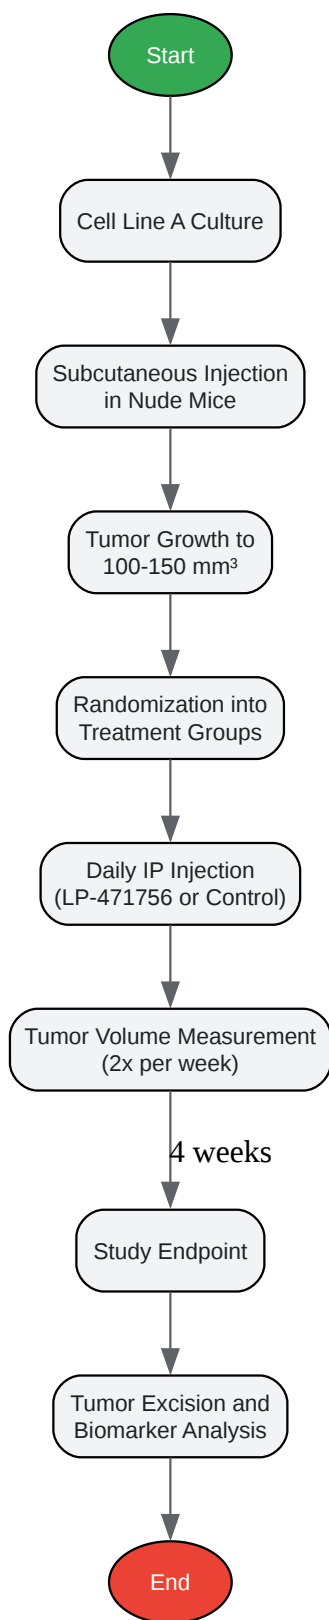 Start
Cell Line A Culture
Subcutaneous Injection
in Nude Mice
Tumor Growth to
100-150 mm³
Randomization into
Treatment Groups
Daily IP Injection
(LP-471756 or Control)
Tumor Volume Measurement
(2x per week)
4 weeks
Study Endpoint
Tumor Excision and
Biomarker Analysis
End